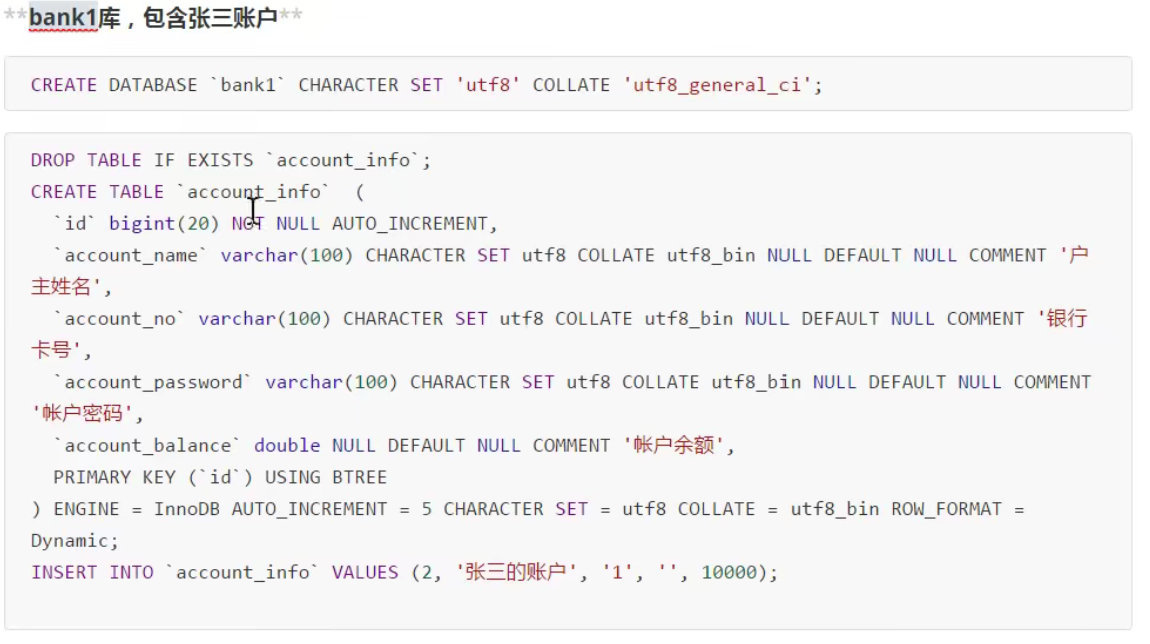 **bank1库，包含张三账户**
CREATE DATABASE `bank1` CHARACTER SET 'utf8' COLLATE 'utf8_general_ci';
DROP TABLE IF EXISTS `account_info`;
CREATE TABLE `account_info`  (
  `id` bigint(20) NOT NULL AUTO_INCREMENT,
  `account_name` varchar(100) CHARACTER SET utf8 COLLATE utf8_bin NULL DEFAULT NULL COMMENT '户
主姓名',
  `account_no` varchar(100) CHARACTER SET utf8 COLLATE utf8_bin NULL DEFAULT NULL COMMENT '银行
卡号',
  `account_password` varchar(100) CHARACTER SET utf8 COLLATE utf8_bin NULL DEFAULT NULL COMMENT
'帐户密码',
  `account_balance` double NULL DEFAULT NULL COMMENT '帐户余额',
  PRIMARY KEY (`id`) USING BTREE
) ENGINE = InnoDB AUTO_INCREMENT = 5 CHARACTER SET = utf8 COLLATE = utf8_bin ROW_FORMAT =
Dynamic;
INSERT INTO `account_info` VALUES (2, '张三的账户', '1', '', 10000);